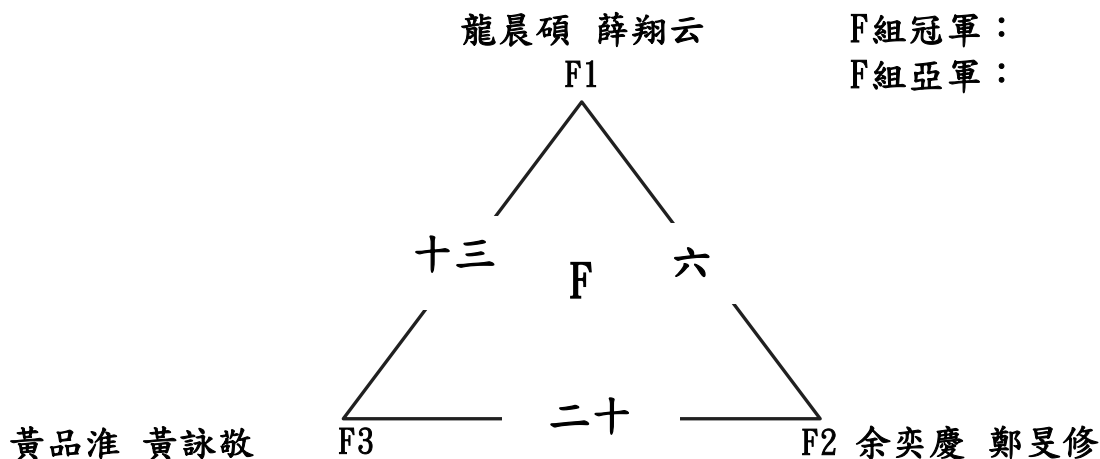 龍晨碩 薛翔云
F組冠軍：
F1
F組亞軍：
十三
六
F
二十
黃品淮 黃詠敬
F3
F2 余奕慶 鄭旻修